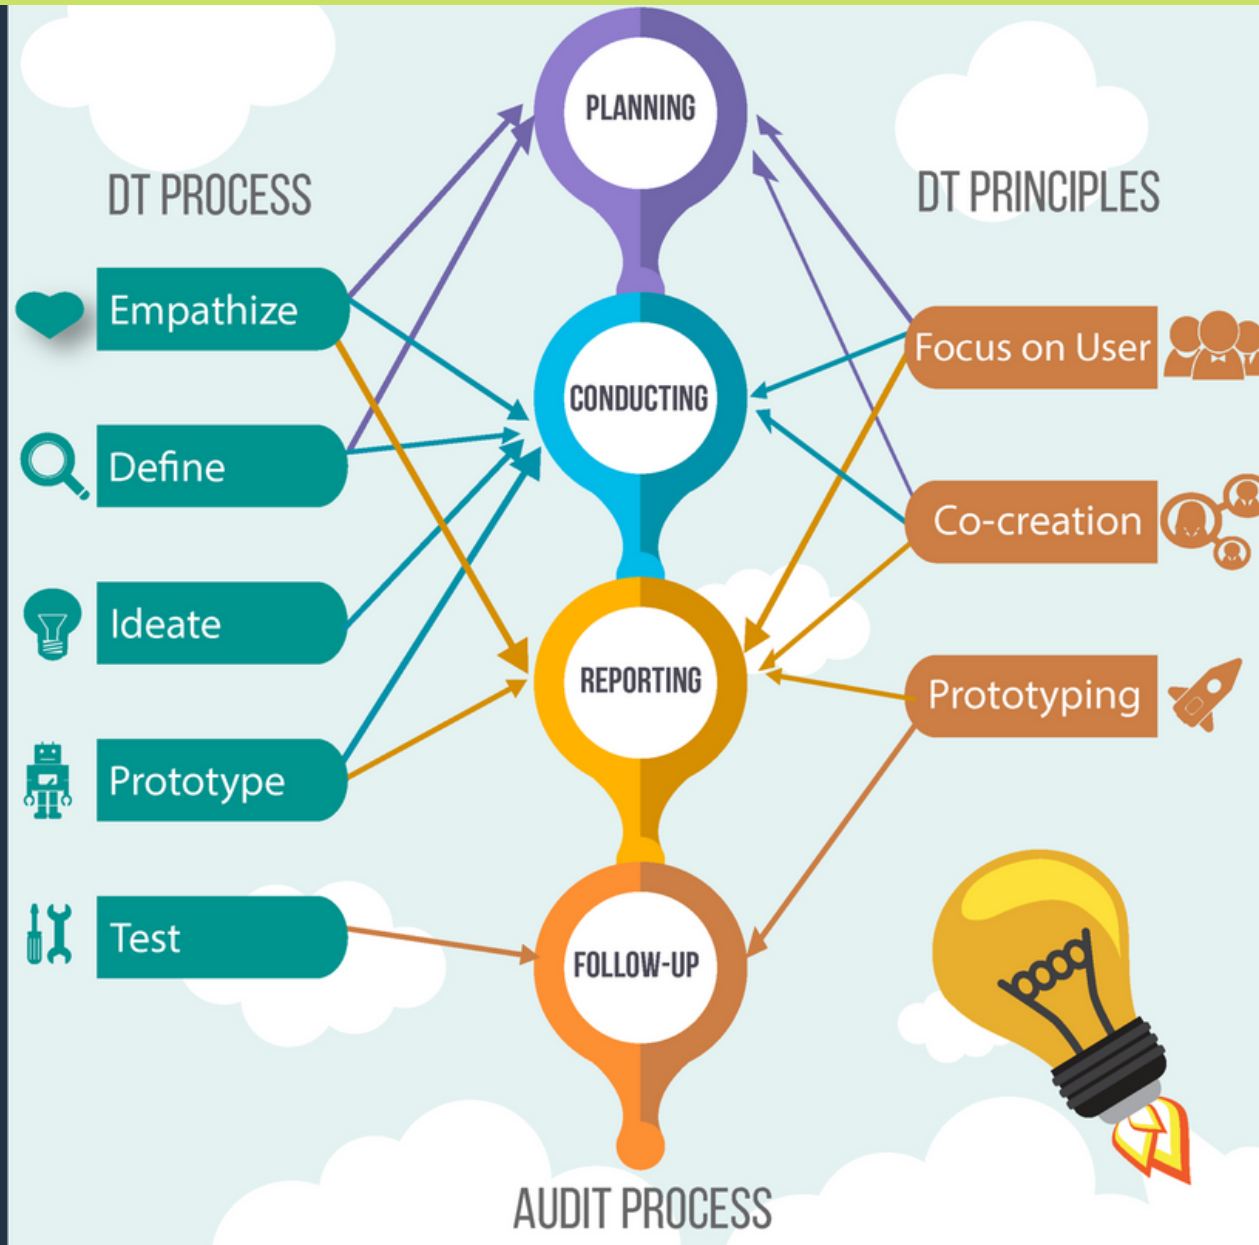 PLANNING
DT PROCESS
DT PRINCIPLES
Empathize
Focus on User
CONDUCTING
Define
Co-creation
Ideate
REPORTING
Prototyping
Prototype
Test
FOLLOW-UP
AUDIT PROCESS